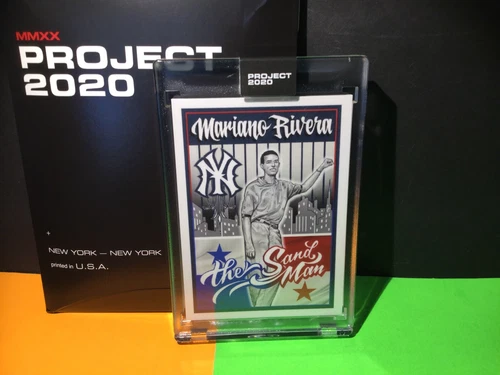 MMXX
PROJECT
2020
NEW YORK — NEW YORK
printed in U.S.A.
PROJECT
2020
Mariano Rivera
NY
the Sand
Man